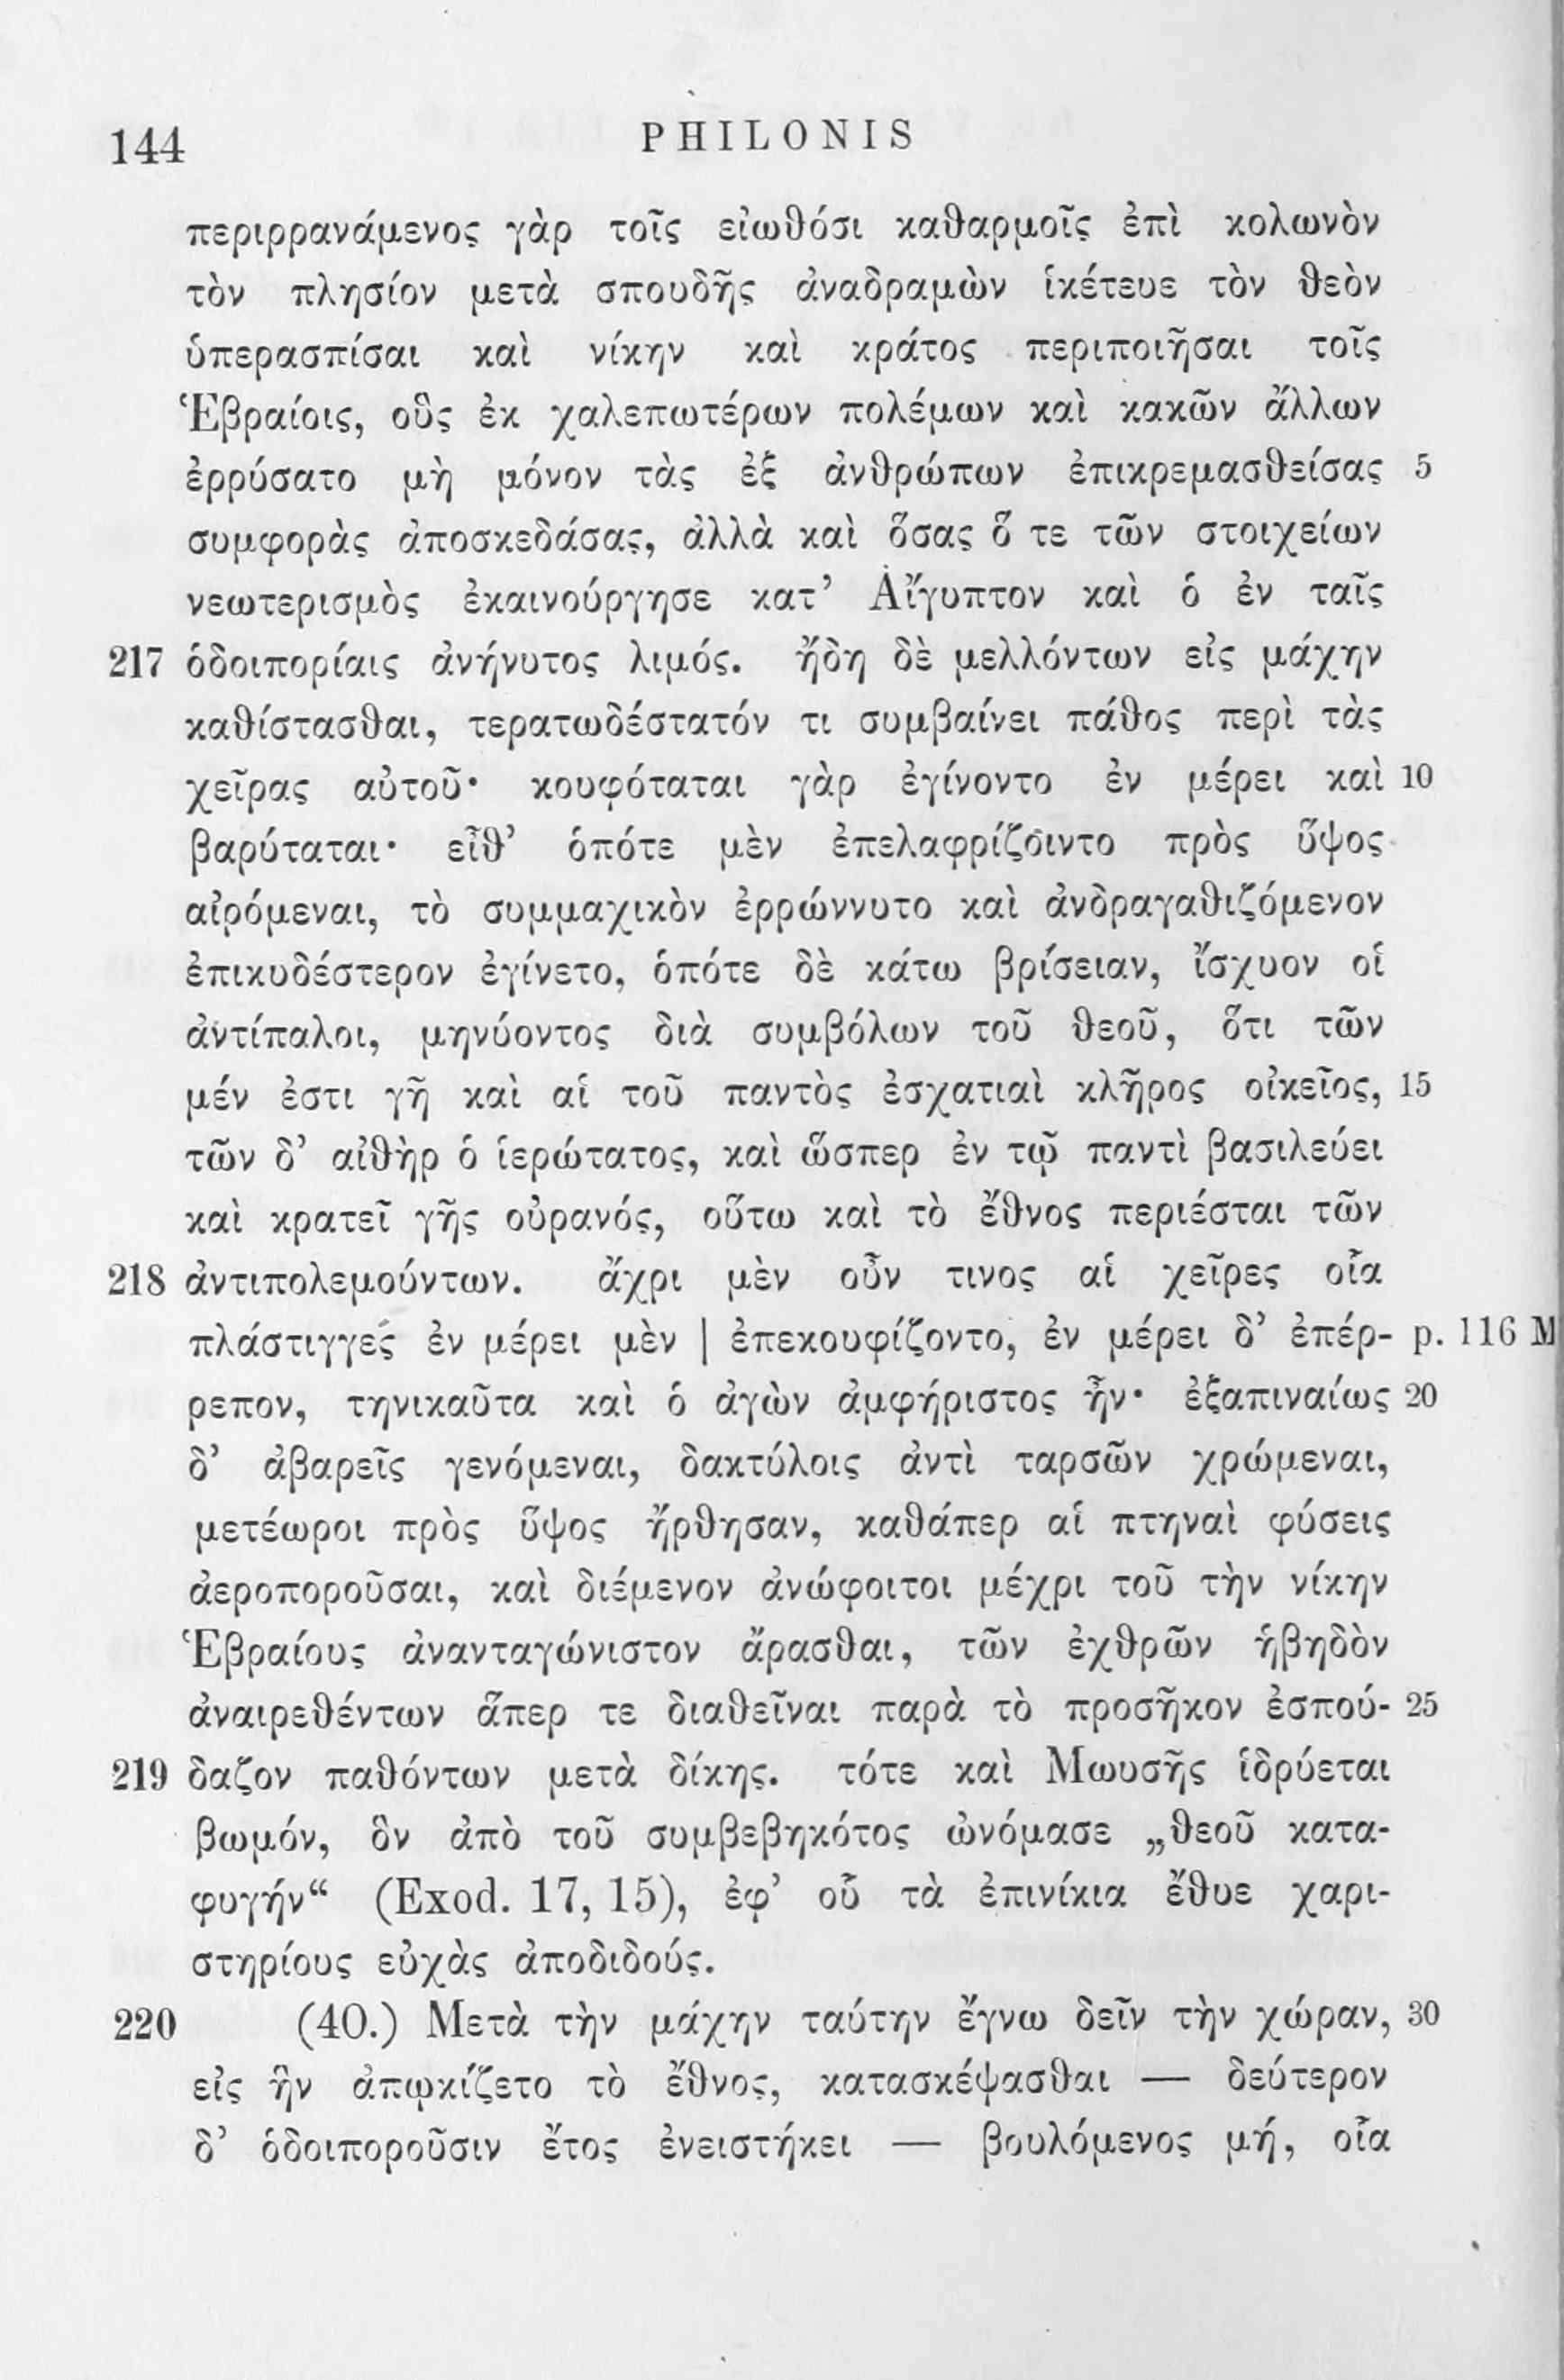 144 PHILONIS
περιρρανάμενος γὰρ τοῖς εἰωθόσι καθαρμοῖς ἐπὶ κολωνὸν
τὸν πλησίον μετὰ σπουδῆς ἀναδραμὼν ἱκέτευε τὸν θεὸν
ὑπερασπίσαι καὶ νίκην καὶ κράτος περιποιῆσαι τοῖς
Ἑβραίοις, οὓς ἐκ χαλεπωτέρων πολέμων καὶ κακῶν ἄλλων
ἐρρύσατο μὴ μόνον τὰς ἐξ ἀνθρώπων ἐπικρεμασθείσας 5
συμφορὰς ἀποσκεδάσας, ἀλλὰ καὶ ὅσας ὅ τε τῶν στοιχείων
νεωτερισμὸς ἐκαινούργησε κατ’ Αἴγυπτον καὶ ὁ ἐν ταῖς
217 ὁδοιπορίαις ἀνήνυτος λιμός. ἤδη δὲ μελλόντων εἰς μάχην
καθίστασθαι, τερατωδέστατόν τι συμβαίνει πάθος περὶ τὰς
χεῖρας αὐτοῦ· κουφόταται γὰρ ἐγίνοντο ἐν μέρει καὶ 10
βαρύταται· εἶθ’ ὁπότε μὲν ἐπελαφρίζοιντο πρὸς ὕψος
αἰρόμεναι, τὸ συμμαχικὸν ἐρρώννυτο καὶ ἀνδραγαθιζόμενον
ἐπικυδέστερον ἐγίνετο, ὁπότε δὲ κάτω βρίσειαν, ἴσχυον οἱ
ἀντίπαλοι, μηνύοντος διὰ συμβόλων τοῦ θεοῦ, ὅτι τῶν
μέν ἐστι γῆ καὶ αἱ τοῦ παντὸς ἐσχατιαὶ κλῆρος οἰκεῖος, 15
τῶν δ’ αἰθὴρ ὁ ἱερώτατος, καὶ ὥσπερ ἐν τῷ παντὶ βασιλεύει
καὶ κρατεῖ γῆς οὐρανός, οὕτω καὶ τὸ ἔθνος περιέσται τῶν
218 ἀντιπολεμούντων. ἄχρι μὲν οὖν τινος αἱ χεῖρες οἷα
πλάστιγγες ἐν μέρει μὲν | ἐπεκουφίζοντο, ἐν μέρει δ’ ἐπέρ- p. 116 M
ρεπον, τηνικαῦτα καὶ ὁ ἀγὼν ἀμφήριστος ἦν· ἐξαπιναίως 20
δ’ ἀβαρεῖς γενόμεναι, δακτύλοις ἀντὶ ταρσῶν χρώμεναι,
μετέωροι πρὸς ὕψος ἤρθησαν, καθάπερ αἱ πτηναὶ φύσεις
ἀεροποροῦσαι, καὶ διέμενον ἀνώφοιτοι μέχρι τοῦ τὴν νίκην
Ἑβραίους ἀνανταγώνιστον ἄρασθαι, τῶν ἐχθρῶν ἡβηδὸν
ἀναιρεθέντων ἅπερ τε διαθεῖναι παρὰ τὸ προσῆκον ἐσπού- 25
219 δαζον παθόντων μετὰ δίκης. τότε καὶ Μωυσῆς ἱδρύεται
βωμόν, ὃν ἀπὸ τοῦ συμβεβηκότος ὠνόμασε „θεοῦ κατα-
φυγήν“ (Exod. 17, 15), ἐφ’ οὗ τὰ ἐπινίκια ἔθυε χαρι-
στηρίους εὐχὰς ἀποδιδούς.
220 (40.) Μετὰ τὴν μάχην ταύτην ἔγνω δεῖν τὴν χώραν, 30
εἰς ἣν ἀπῳκίζετο τὸ ἔθνος, κατασκέψασθαι — δεύτερον
δ’ ὁδοιποροῦσιν ἔτος ἐνειστήκει — βουλόμενος μή, οἷα